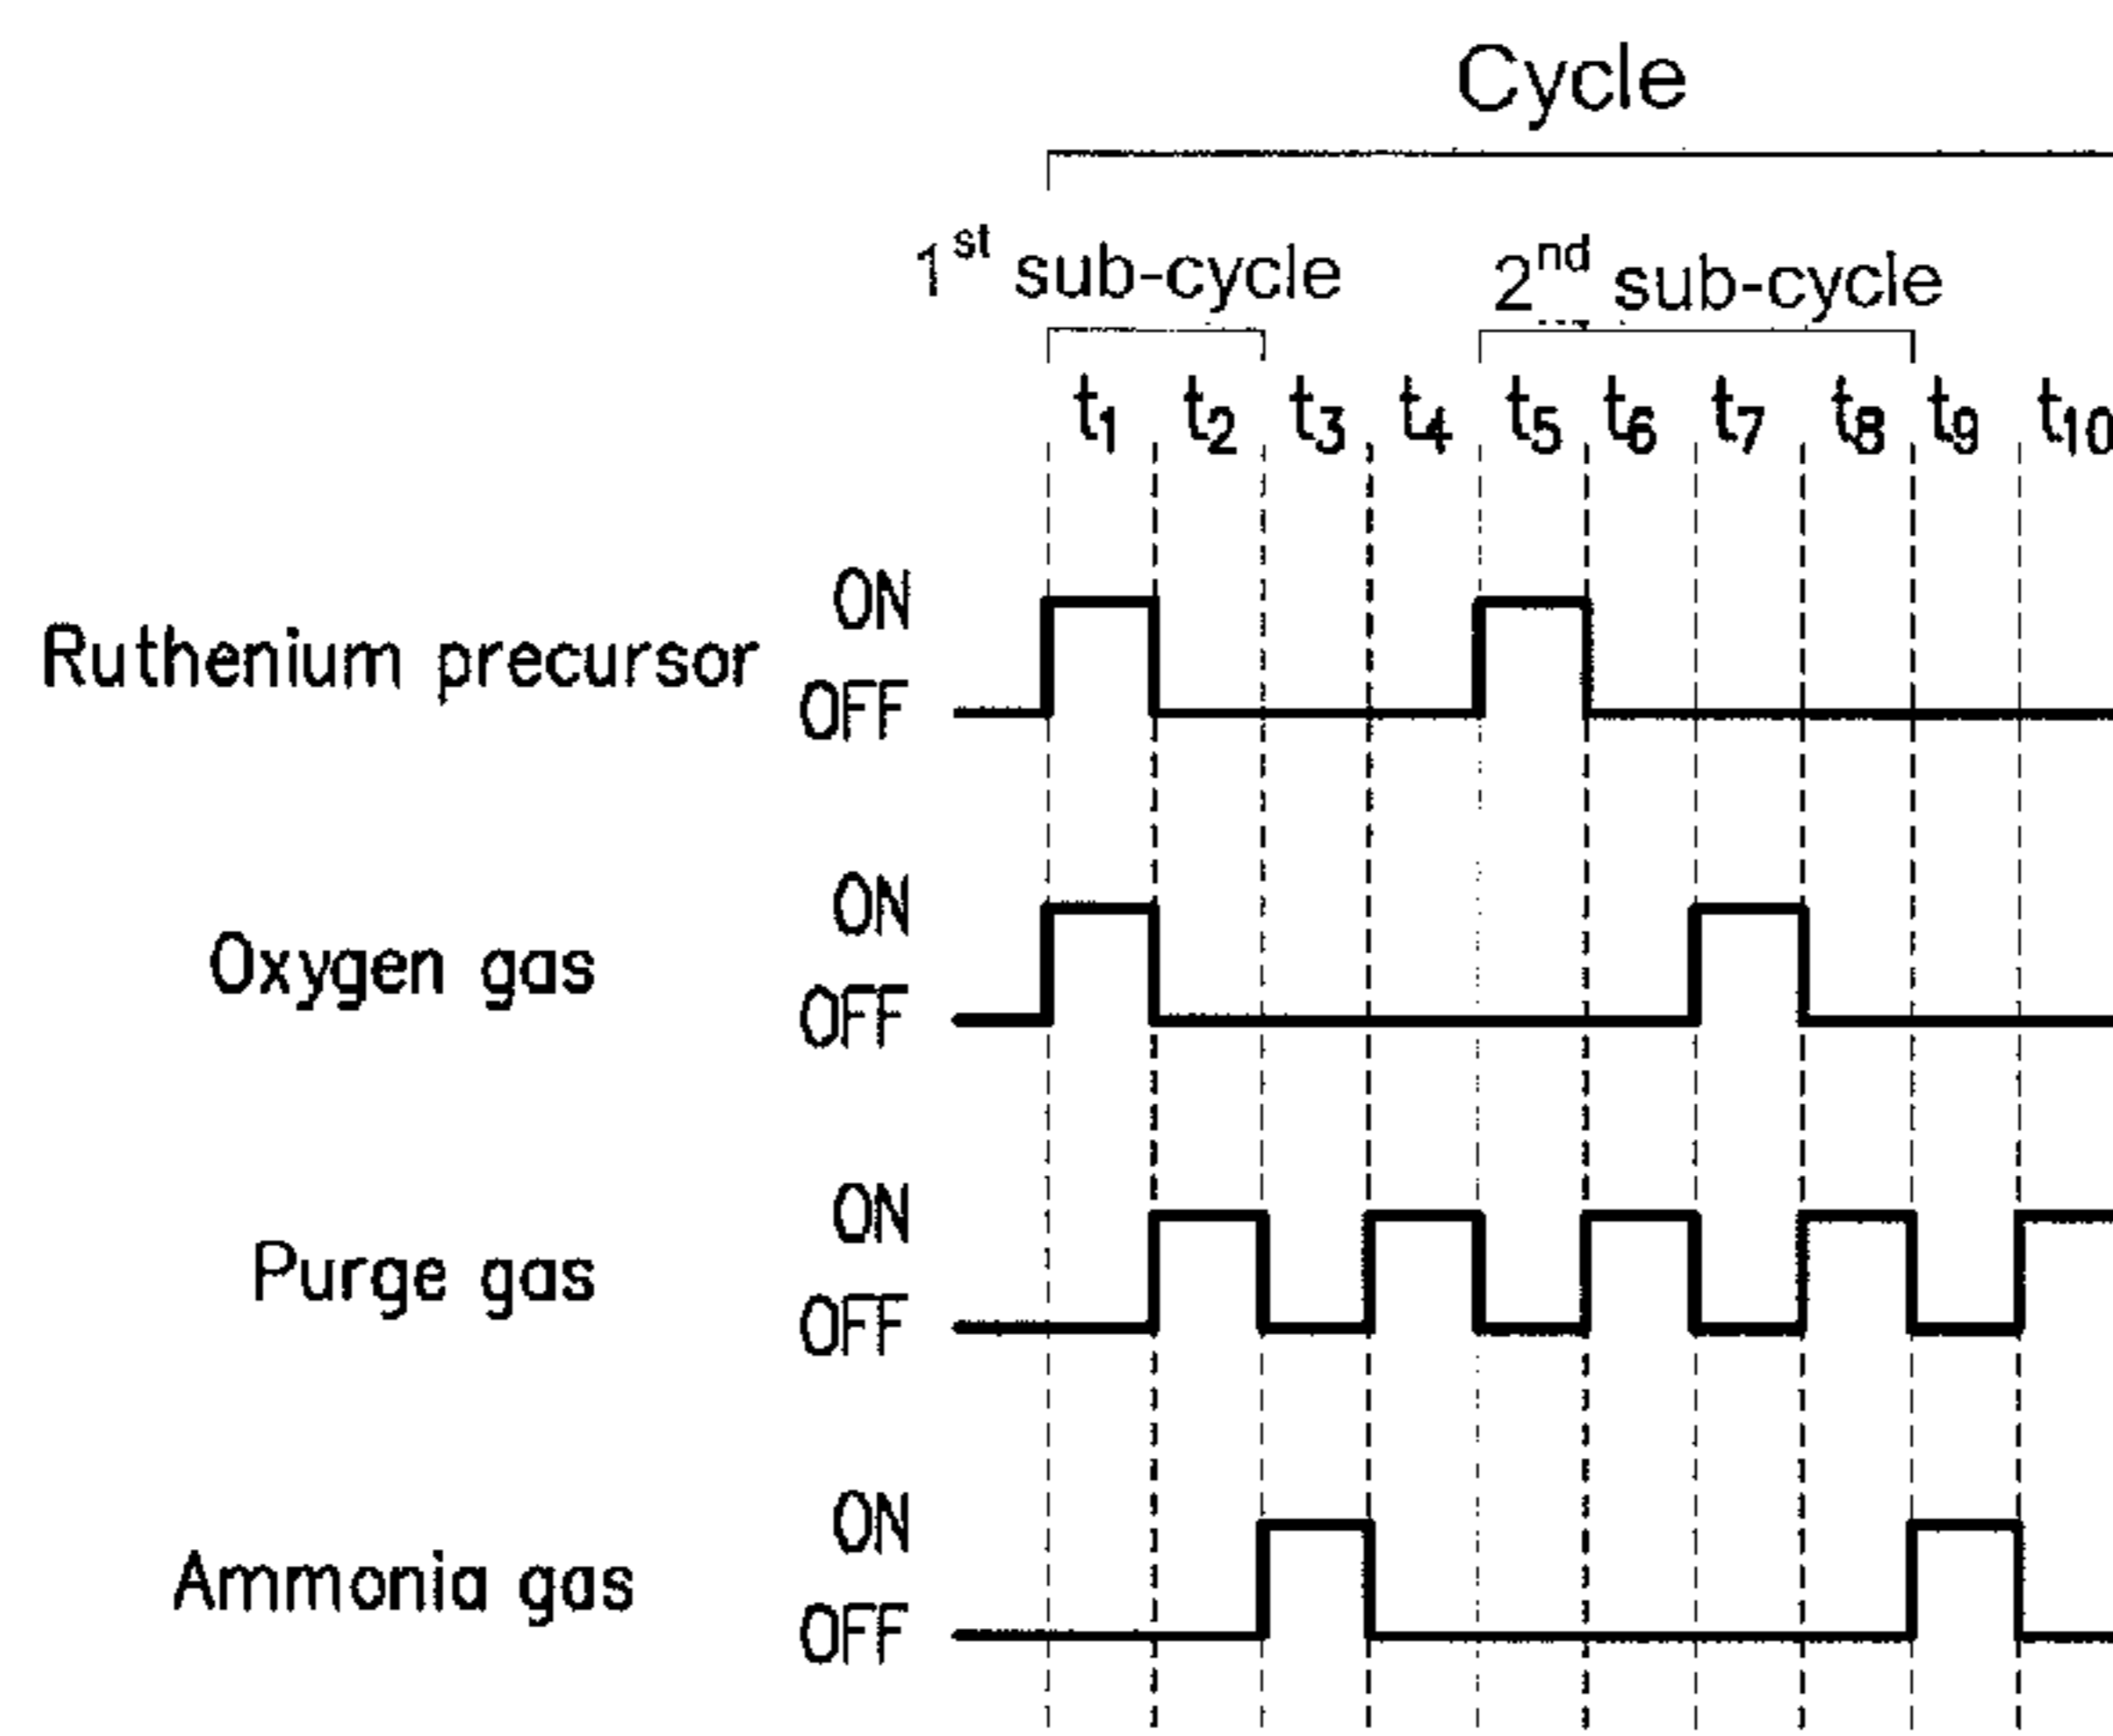 Cycle
1st sub-cycle
2nd sub-cycle
t1 t2 t3 t4 t5 t6 t7 t8 t9 t10
Ruthenium precursor
ON
OFF
Oxygen gas
ON
OFF
Purge gas
ON
OFF
Ammonia gas
ON
OFF